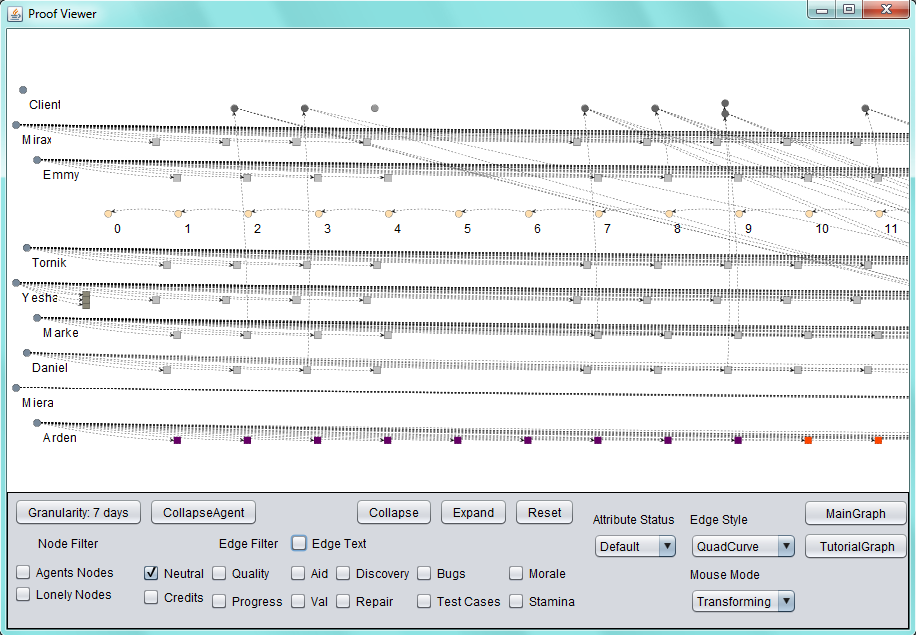 Proof Viewer
Client
Mirax
Emmy
0 1 2 3 4 5 6 7 8 9 10 11
Tornik
Yesha
Marke
Daniel
Miera
Arden
Granularity: 7 days CollapseAgent Collapse Expand Reset Attribute Status Edge Style MainGraph
Node Filter Edge Filter Edge Text Default QuadCurve TutorialGraph
Agents Nodes Neutral Quality Aid Discovery Bugs Morale Mouse Mode
Lonely Nodes Credits Progress Val Repair Test Cases Stamina Transforming